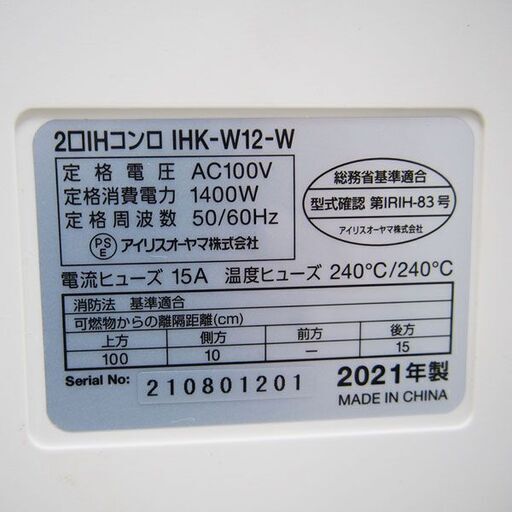 2口IHコンロ IHK-W12-W
定格電圧 AC100V
定格消費電力 1400W
定格周波数 50/60Hz
PSE アイリスオーヤマ株式会社
総務省基準適合
型式確認 第IRIH-83号
アイリスオーヤマ株式会社
電流ヒューズ 15A 温度ヒューズ 240°C/240°C
消防法 基準適合
可燃物からの離隔距離(cm)
上方 側方 前方 後方
100 10 — 15
Serial No: 210801201 2021年製
MADE IN CHINA